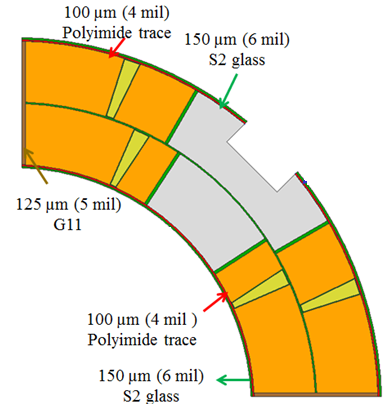 100 µm (4 mil)
Polyimide trace
150 µm (6 mil)
S2 glass
125 µm (5 mil)
G11
100 µm (4 mil )
Polyimide trace
150 µm (6 mil)
S2 glass